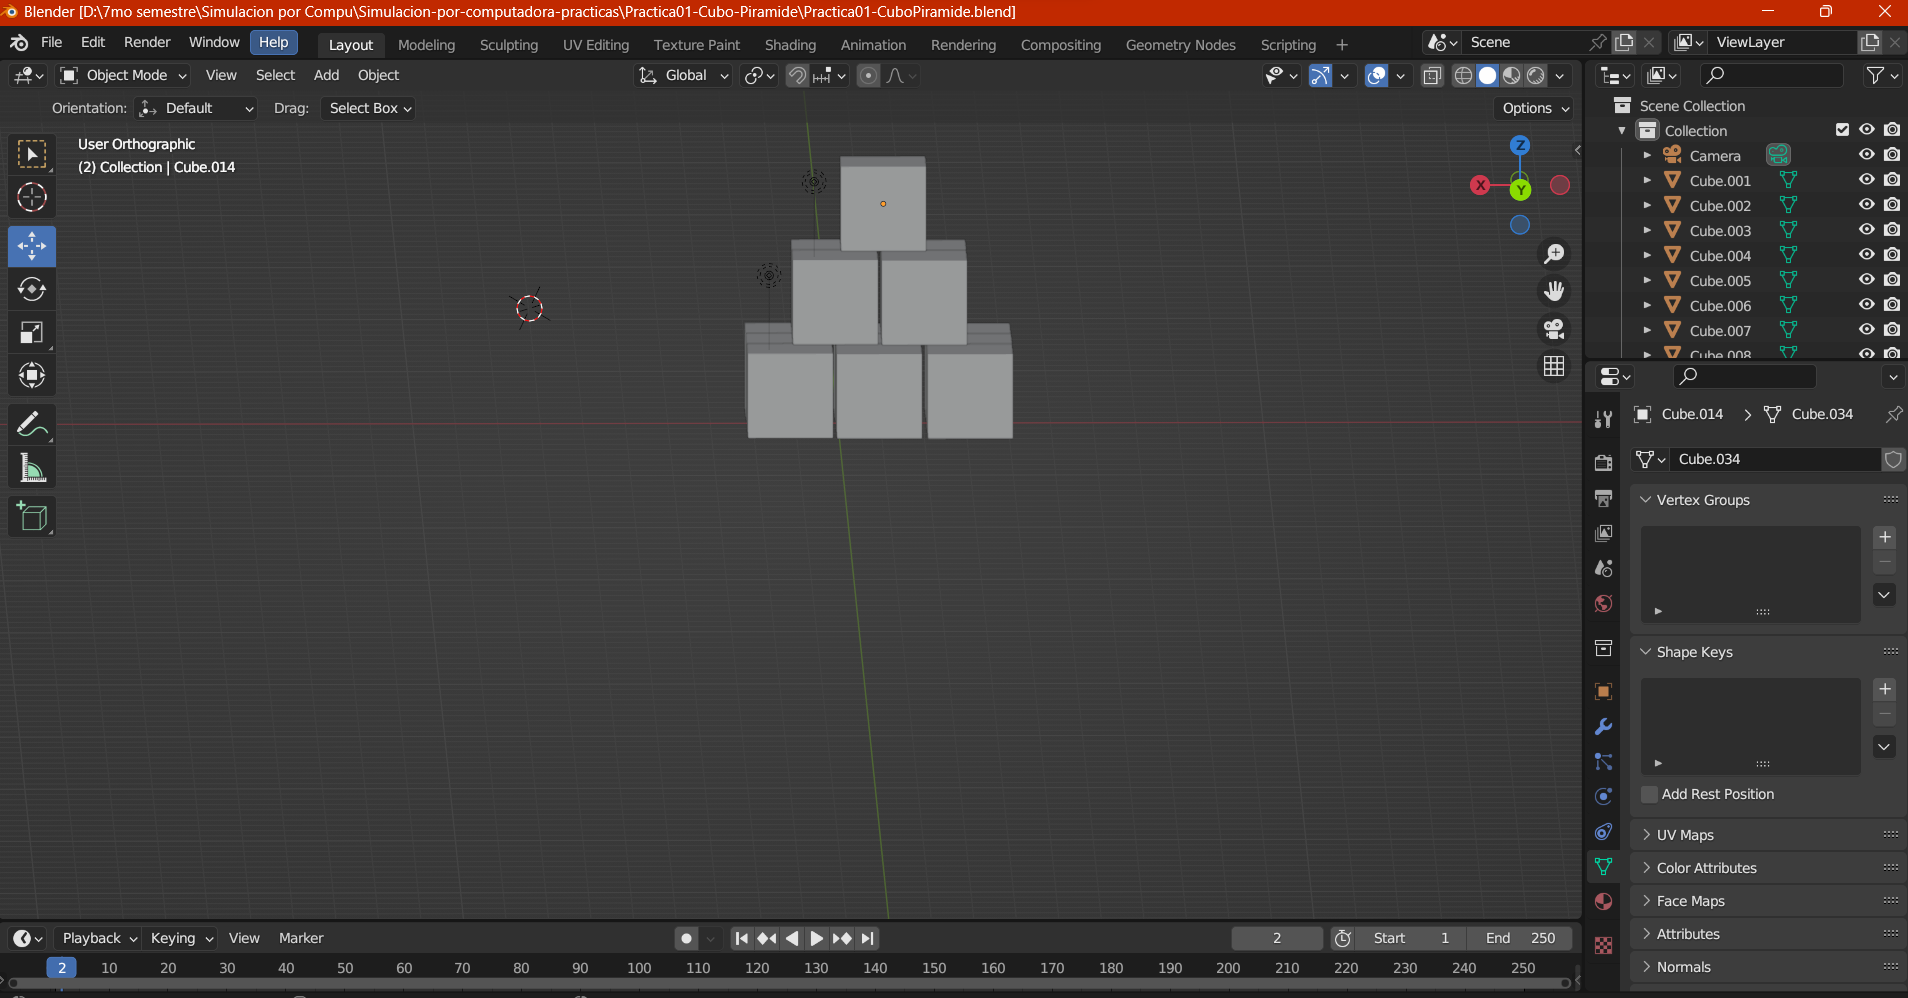 Blender [D:\7mo semestre\Simulacion por Compu\Simulacion-por-computadora-practicas\Practica01-Cubo-Piramide\Practica01-CuboPiramide.blend]
File Edit Render Window Help Layout Modeling Sculpting UV Editing Texture Paint Shading Animation Rendering Compositing Geometry Nodes Scripting + Scene ViewLayer
Object Mode View Select Add Object Global
Orientation: Default Drag: Select Box Options
User Orthographic
(2) Collection | Cube.014
Z
X
Y
Scene Collection
Collection
Camera
Cube.001
Cube.002
Cube.003
Cube.004
Cube.005
Cube.006
Cube.007
Cube.008
Cube.014 > Cube.034
Cube.034
Vertex Groups
Shape Keys
Add Rest Position
UV Maps
Color Attributes
Face Maps
Attributes
Normals
Playback Keying View Marker 2 Start 1 End 250
2 10 20 30 40 50 60 70 80 90 100 110 120 130 140 150 160 170 180 190 200 210 220 230 240 250